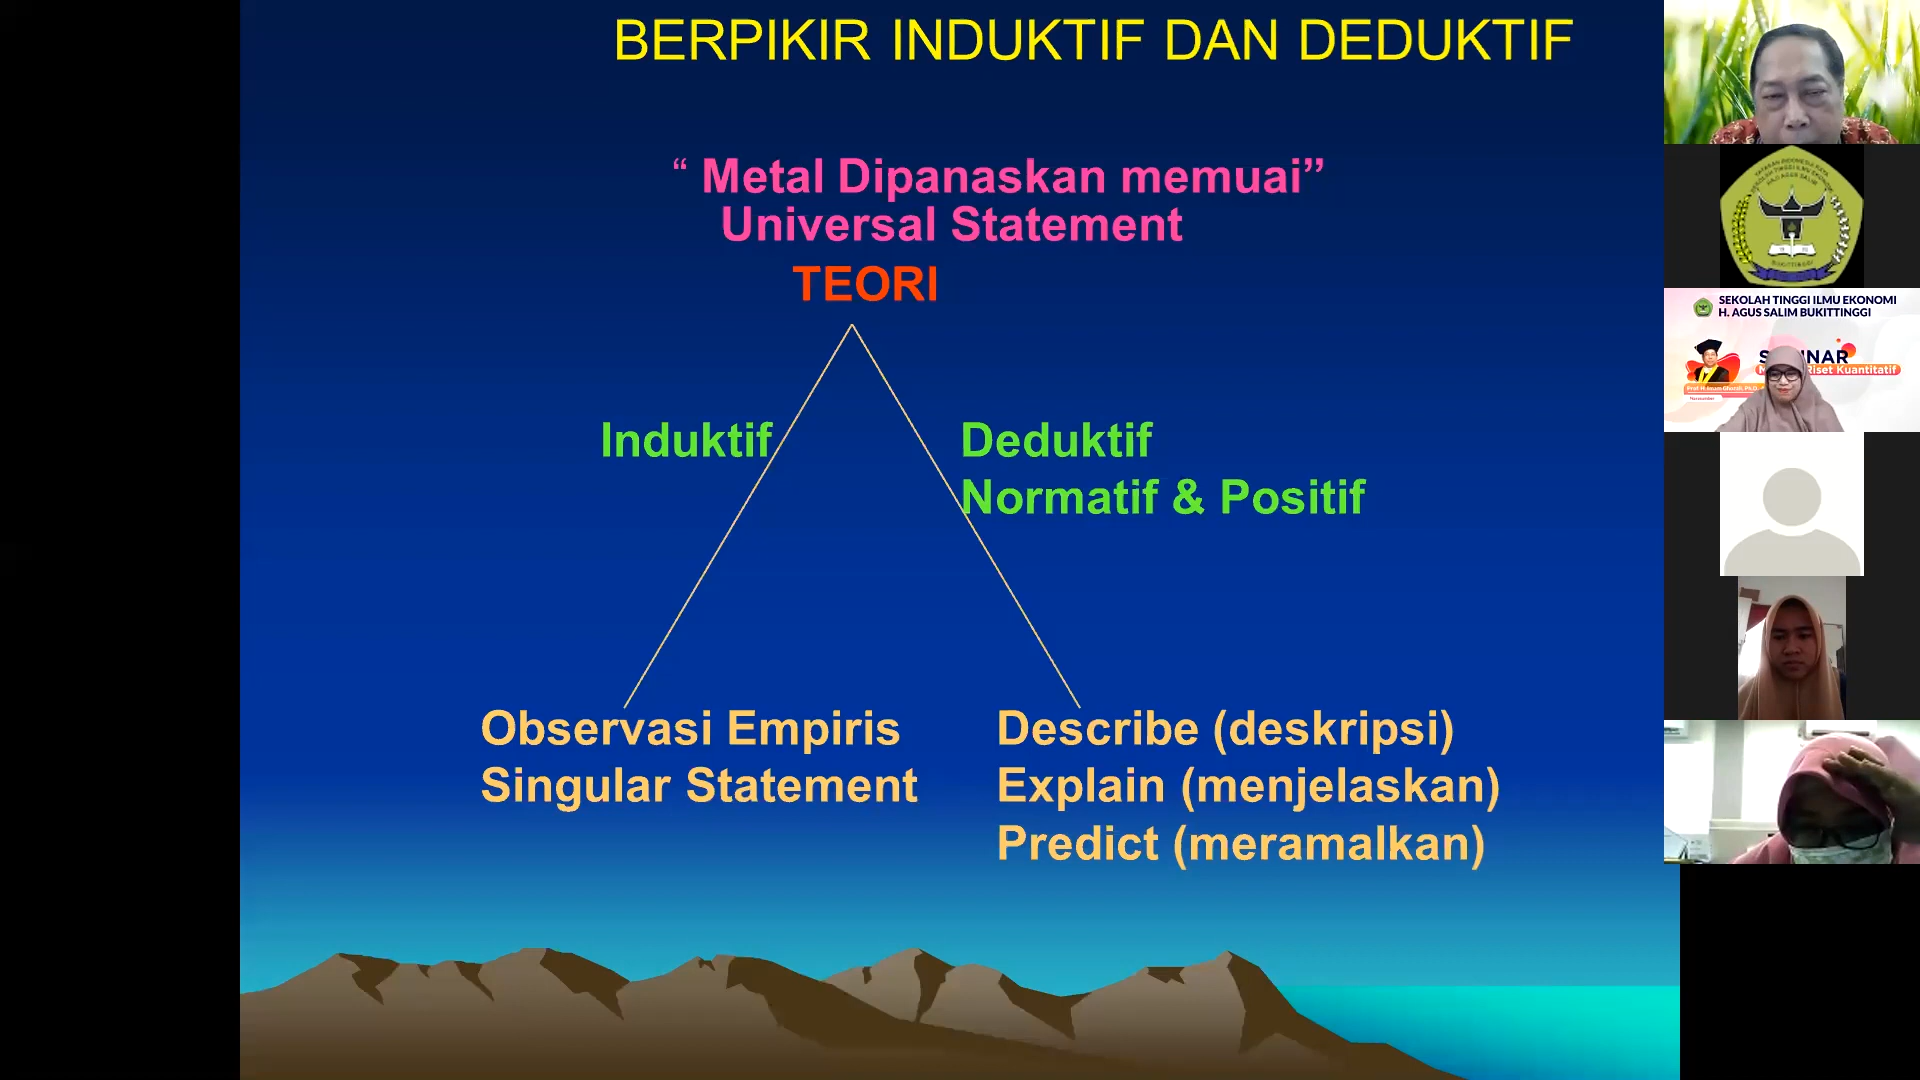 BERPIKIR INDUKTIF DAN DEDUKTIF
“ Metal Dipanaskan memuai”
Universal Statement
TEORI
Induktif
Deduktif
Normatif & Positif
Observasi Empiris
Singular Statement
Describe (deskripsi)
Explain (menjelaskan)
Predict (meramalkan)
SEKOLAH TINGGI ILMU EKONOMI
H. AGUS SALIM BUKITTINGGI
Riset Kuantitatif